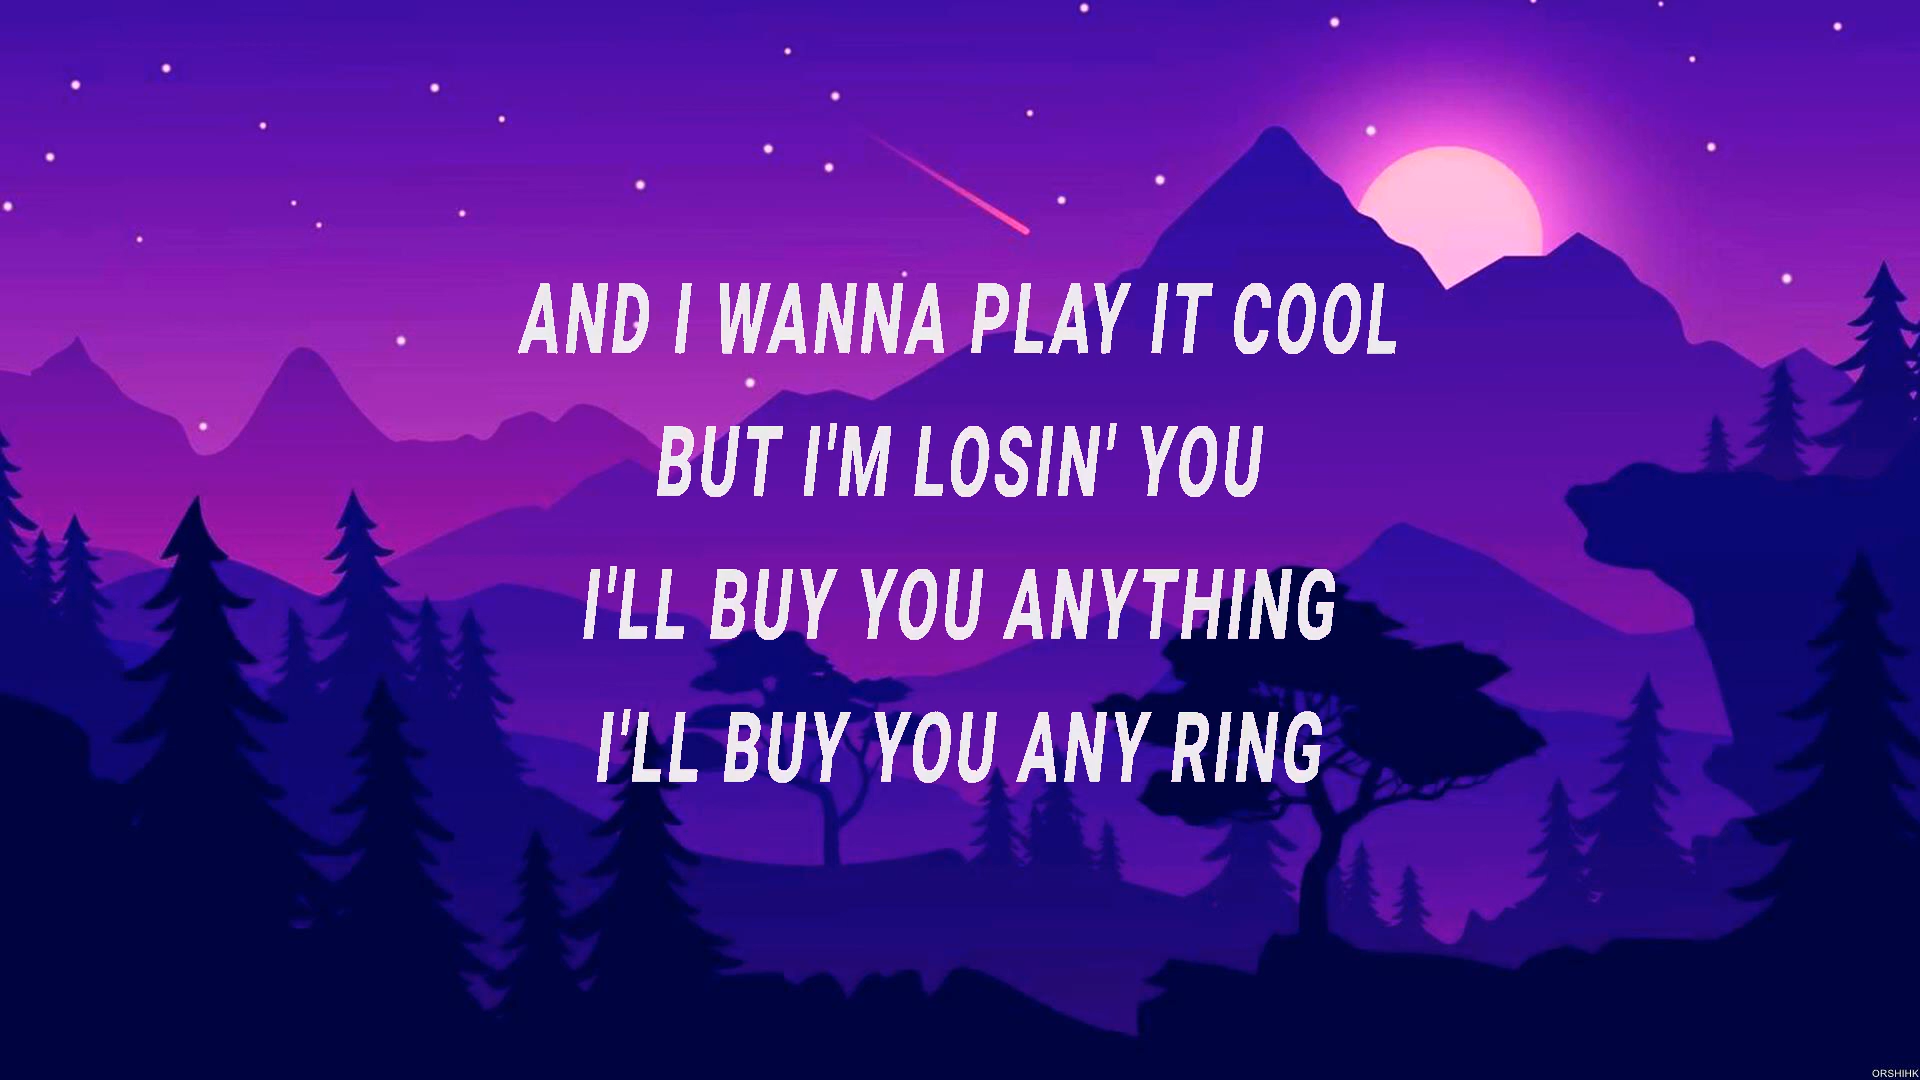 AND I WANNA PLAY IT COOL
BUT I'M LOSIN' YOU
I'LL BUY YOU ANYTHING
I'LL BUY YOU ANY RING
ORSHIHK